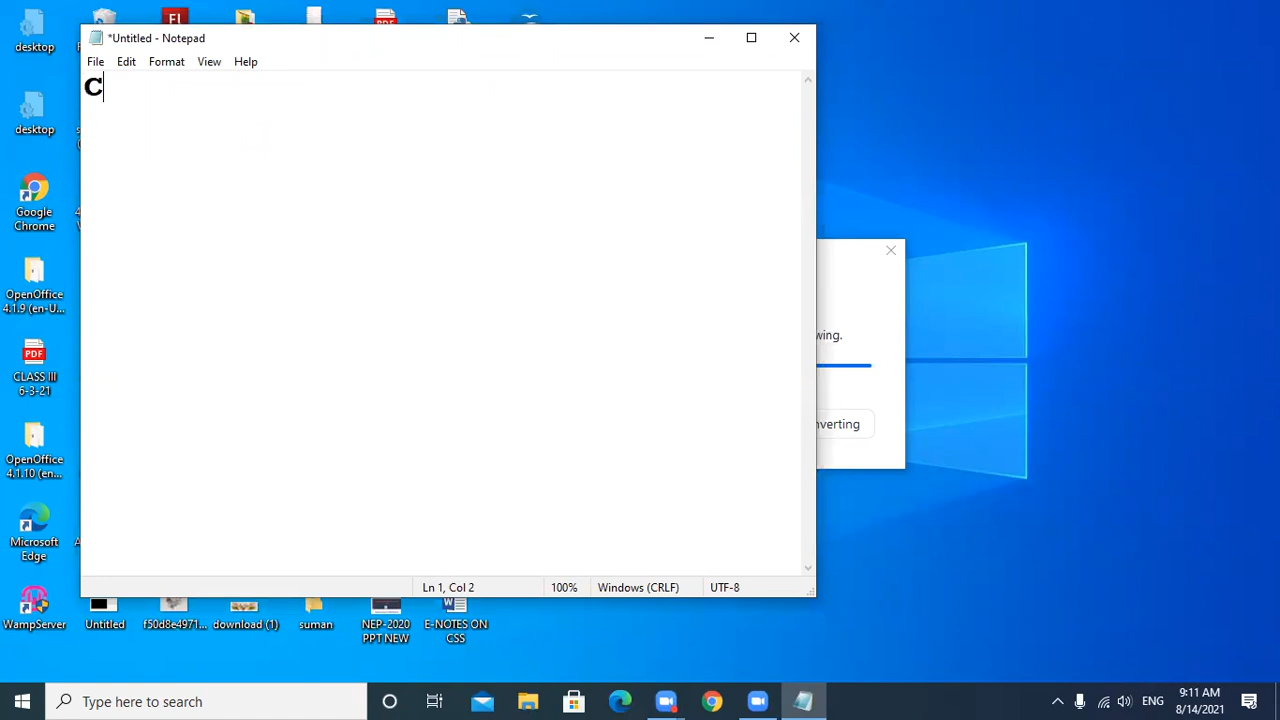 desktop
*Untitled - Notepad
File Edit Format View Help
C
desktop
Google
Chrome
OpenOffice
4.1.9 (en-U...
PDF
CLASS III
6-3-21
OpenOffice
4.1.10 (en...
Microsoft
Edge
WampServer
wing.
nverting
Ln 1, Col 2
100%
Windows (CRLF)
UTF-8
Untitled
f50d8e4971...
download (1)
suman
NEP-2020
PPT NEW
E-NOTES ON
CSS
Type here to search
ENG
9:11 AM
8/14/2021